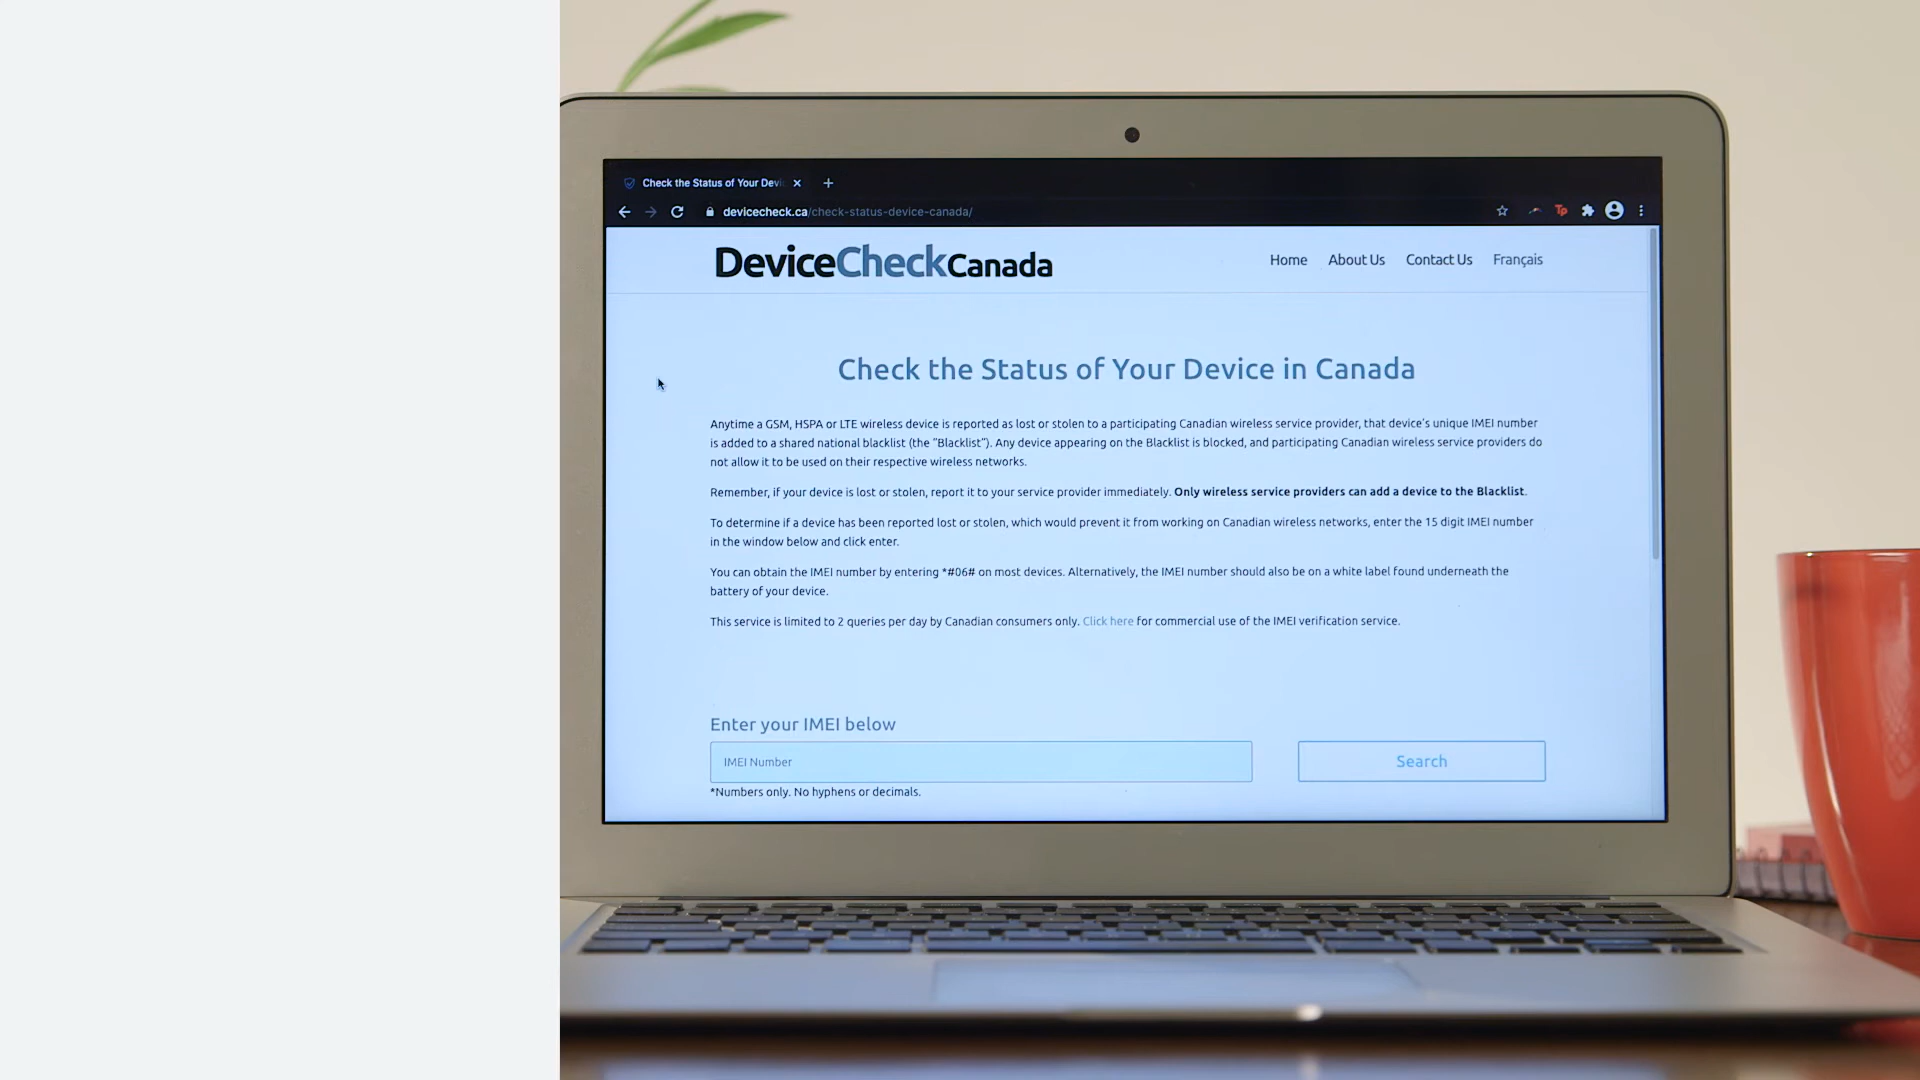 Check the Status of Your Devi
devicecheck.ca/check-status-device-canada/
Tp
DeviceCheckCanada
Home About Us Contact Us Français
Check the Status of Your Device in Canada
Anytime a GSM, HSPA or LTE wireless device is reported as lost or stolen to a participating Canadian wireless service provider, that device's unique IMEI number
is added to a shared national blacklist (the "Blacklist"). Any device appearing on the Blacklist is blocked, and participating Canadian wireless service providers do
not allow it to be used on their respective wireless networks.
Remember, if your device is lost or stolen, report it to your service provider immediately. Only wireless service providers can add a device to the Blacklist.
To determine if a device has been reported lost or stolen, which would prevent it from working on Canadian wireless networks, enter the 15 digit IMEI number
in the window below and click enter.
You can obtain the IMEI number by entering *#06# on most devices. Alternatively, the IMEI number should also be on a white label found underneath the
battery of your device.
This service is limited to 2 queries per day by Canadian consumers only. Click here for commercial use of the IMEI verification service.
Enter your IMEI below
IMEI Number
Search
*Numbers only. No hyphens or decimals.